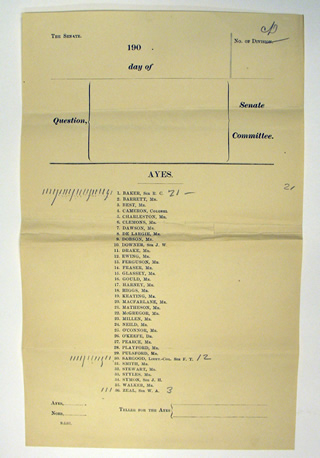 The Senate.
190 .
No. of Division
day of
Question,
Senate
Committee.
AYES.
1. BAKER, Sir R. C. 21 —
2. BARRETT, Mr.
3. BEST, Mr.
4. CAMERON, Colonel
5. CHARLESTON, Mr.
6. CLEMONS, Mr.
7. DAWSON, Mr.
8. DE LARGIE, Mr.
9. DOBSON, Mr.
10. DOWNER, Sir J. W.
11. DRAKE, Mr.
12. EWING, Mr.
13. FERGUSON, Mr.
14. FRASER, Mr.
15. GLASSEY, Mr.
16. GOULD, Mr.
17. HARNEY, Mr.
18. HIGGS, Mr.
19. KEATING, Mr.
20. MACFARLANE, Mr.
21. MATHESON, Mr.
22. McGREGOR, Mr.
23. MILLEN, Mr.
24. NEILD, Mr.
25. O'CONNOR, Mr.
26. O'KEEFE, Mr.
27. PEARCE, Mr.
28. PLAYFORD, Mr.
29. PULSFORD, Mr.
30. SARGOOD, Lieut.-Col. Sir F. T. 12
31. SMITH, Mr.
32. STEWART, Mr.
33. STYLES, Mr.
34. SYMON, Sir J. H.
35. WALKER, Mr.
36. ZEAL, Sir W. A. 3
Ayes
Noes
Teller for the Ayes